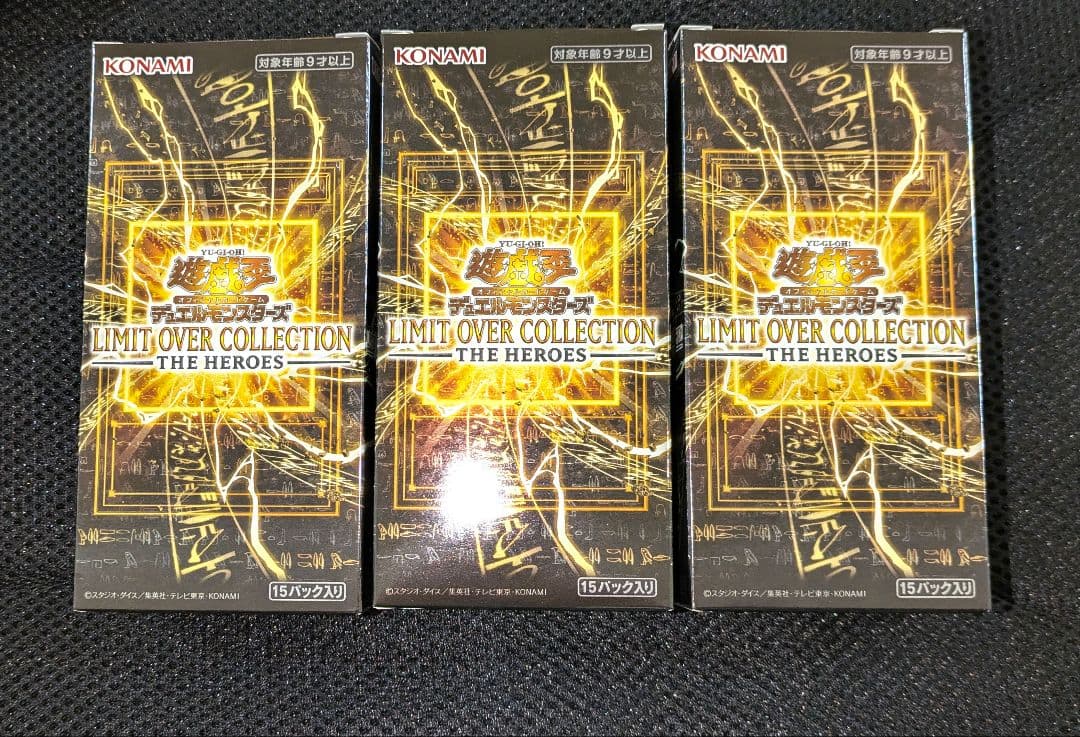 KONAMI
対象年齢9才以上
YU-GI-OH!
遊戯王
オフィシャルカードゲーム
デュエルモンスターズ
LIMIT OVER COLLECTION
THE HEROES
©スタジオ・ダイス／集英社・テレビ東京・KONAMI
15パック入り
KONAMI
対象年齢9才以上
YU-GI-OH!
遊戯王
オフィシャルカードゲーム
デュエルモンスターズ
LIMIT OVER COLLECTION
THE HEROES
©スタジオ・ダイス／集英社・テレビ東京・KONAMI
15パック入り
KONAMI
対象年齢9才以上
YU-GI-OH!
遊戯王
オフィシャルカードゲーム
デュエルモンスターズ
LIMIT OVER COLLECTION
THE HEROES
©スタジオ・ダイス／集英社・テレビ東京・KONAMI
15パック入り